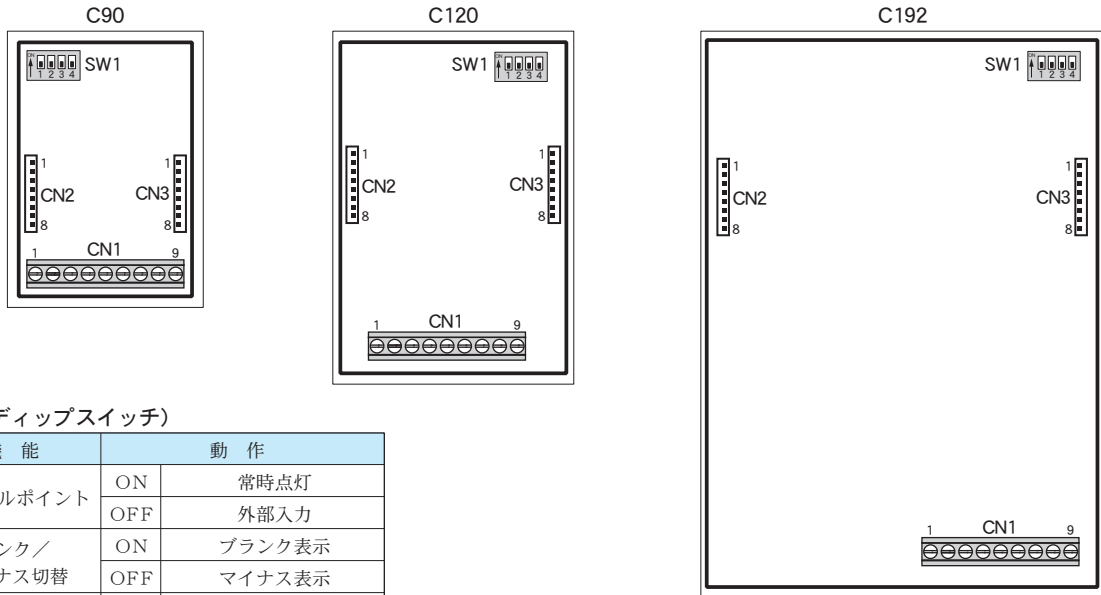 C90
C120
C192
ON
1 2 3 4
SW1
SW1
ON
1 2 3 4
SW1
ON
1 2 3 4
1
CN2
8
1
CN3
8
1
CN2
8
1
CN3
8
1
CN2
8
1
CN3
8
1 CN1 9
1 CN1 9
1 CN1 9
ディップスイッチ）
能 動 作
ルポイント ON 常時点灯
OFF 外部入力
ンク／ ON ブランク表示
ナス切替 OFF マイナス表示